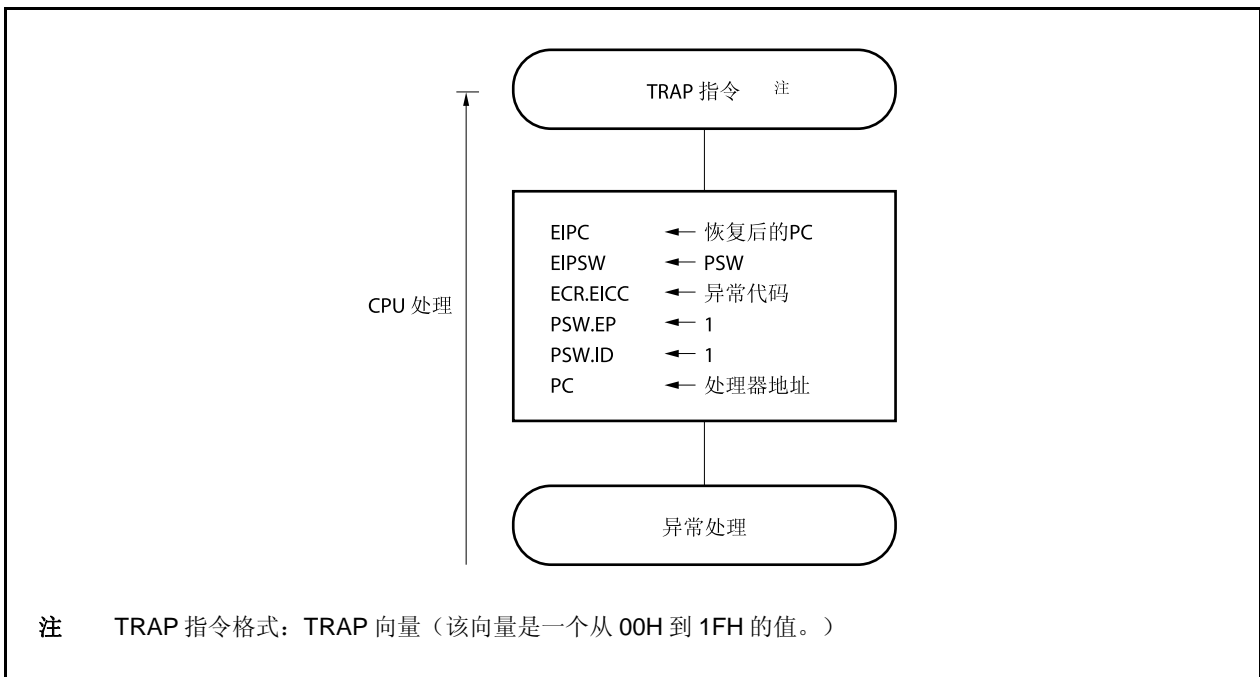 TRAP 指令 注
CPU 处理
EIPC ← 恢复后的PC
EIPSW ← PSW
ECR.EICC ← 异常代码
PSW.EP ← 1
PSW.ID ← 1
PC ← 处理器地址
异常处理
注 TRAP 指令格式：TRAP 向量（该向量是一个从 00H 到 1FH 的值。）